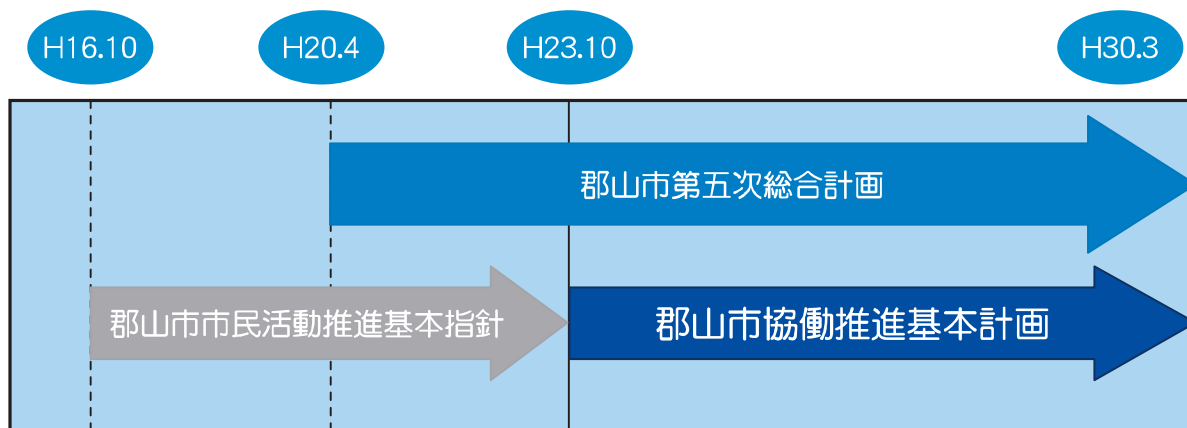 H16.10
H20.4
H23.10
H30.3
郡山市第五次総合計画
郡山市市民活動推進基本指針
郡山市協働推進基本計画